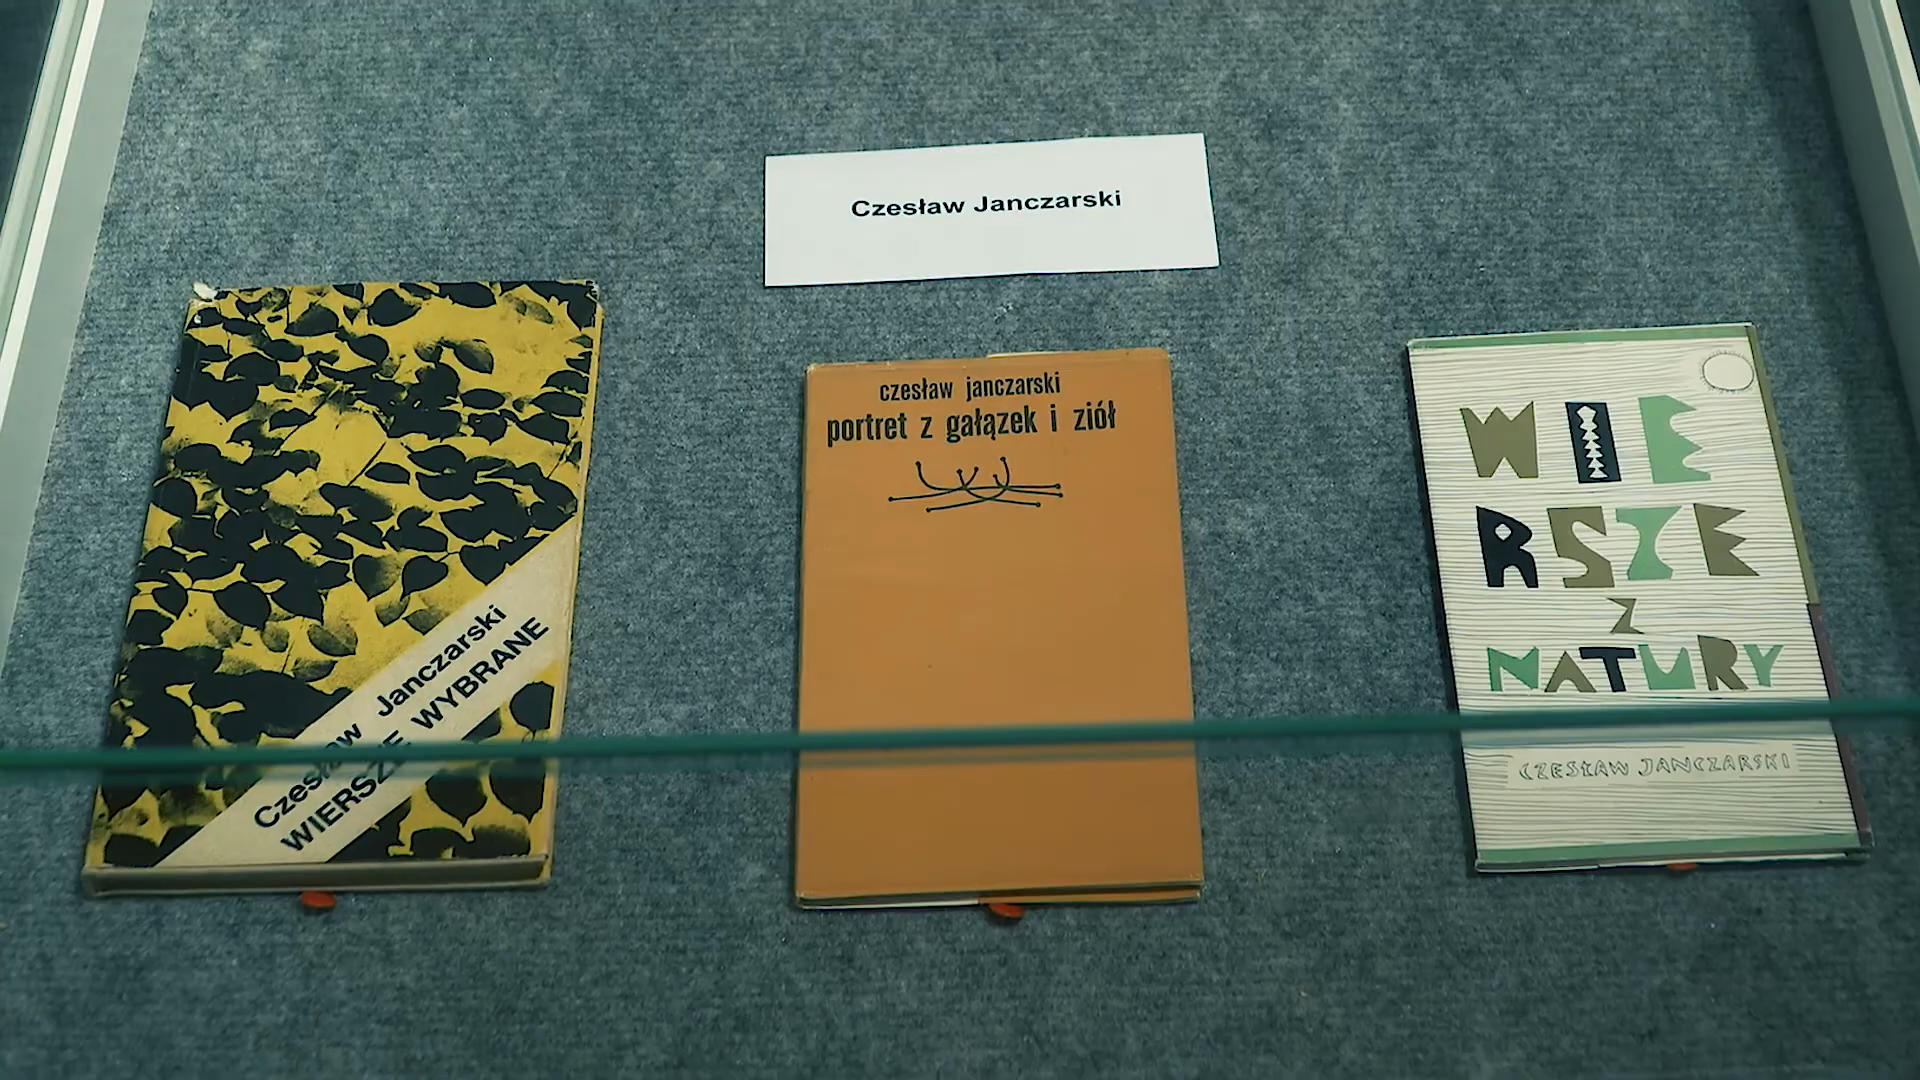 Czesław Janczarski
Czesław Janczarski
WIERSZE WYBRANE
czesław janczarski
portret z gałązek i ziół
WIE
RSZE
Z
NATURY
CZESŁAW JANCZARSKI